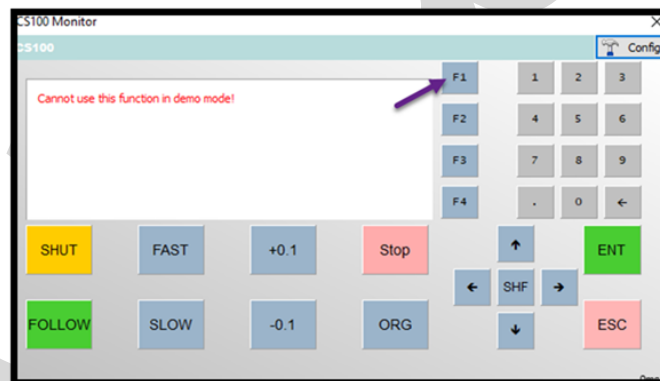 CS100 Monitor
CS100
Config
Cannot use this function in demo mode!
F1 1 2 3
F2 4 5 6
F3 7 8 9
F4 . 0 ←
SHUT FAST +0.1 Stop ↑ ENT
← SHF →
FOLLOW SLOW -0.1 ORG ↓ ESC